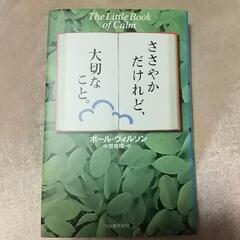 The Little Book
of Calm
ささやか
だけれど、
大切な
こと。
ポール・ウィルソン